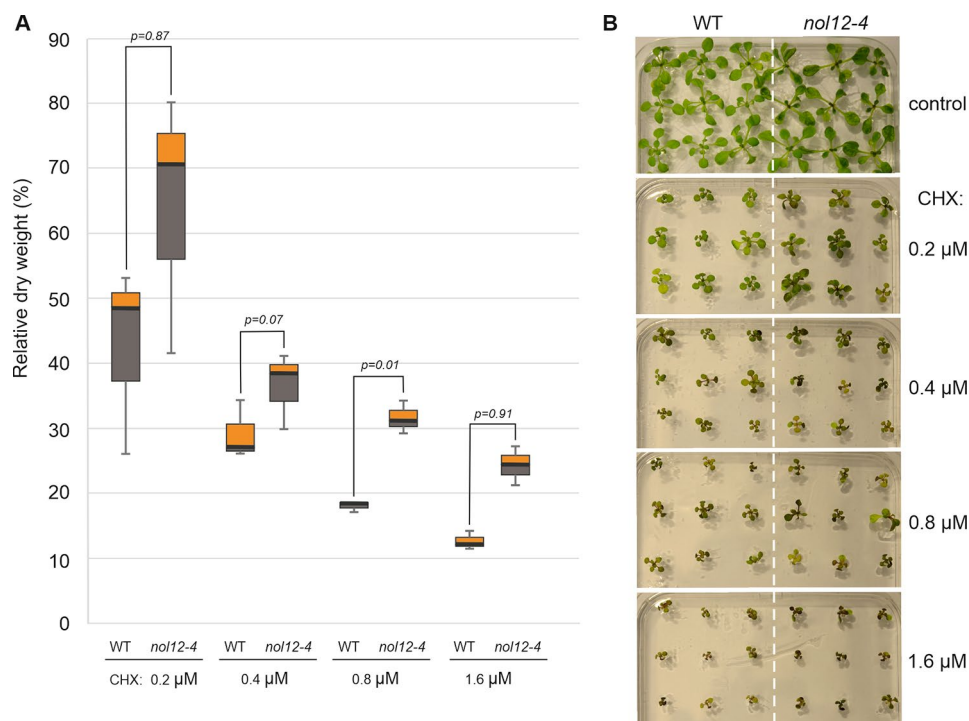 A
Relative dry weight (%)
90
80
70
60
50
40
30
20
10
0
p=0.87
p=0.07
p=0.01
p=0.91
WT nol12-4 WT nol12-4 WT nol12-4 WT nol12-4
CHX: 0.2 µM 0.4 µM 0.8 µM 1.6 µM
B
WT nol12-4
control
CHX:
0.2 µM
0.4 µM
0.8 µM
1.6 µM